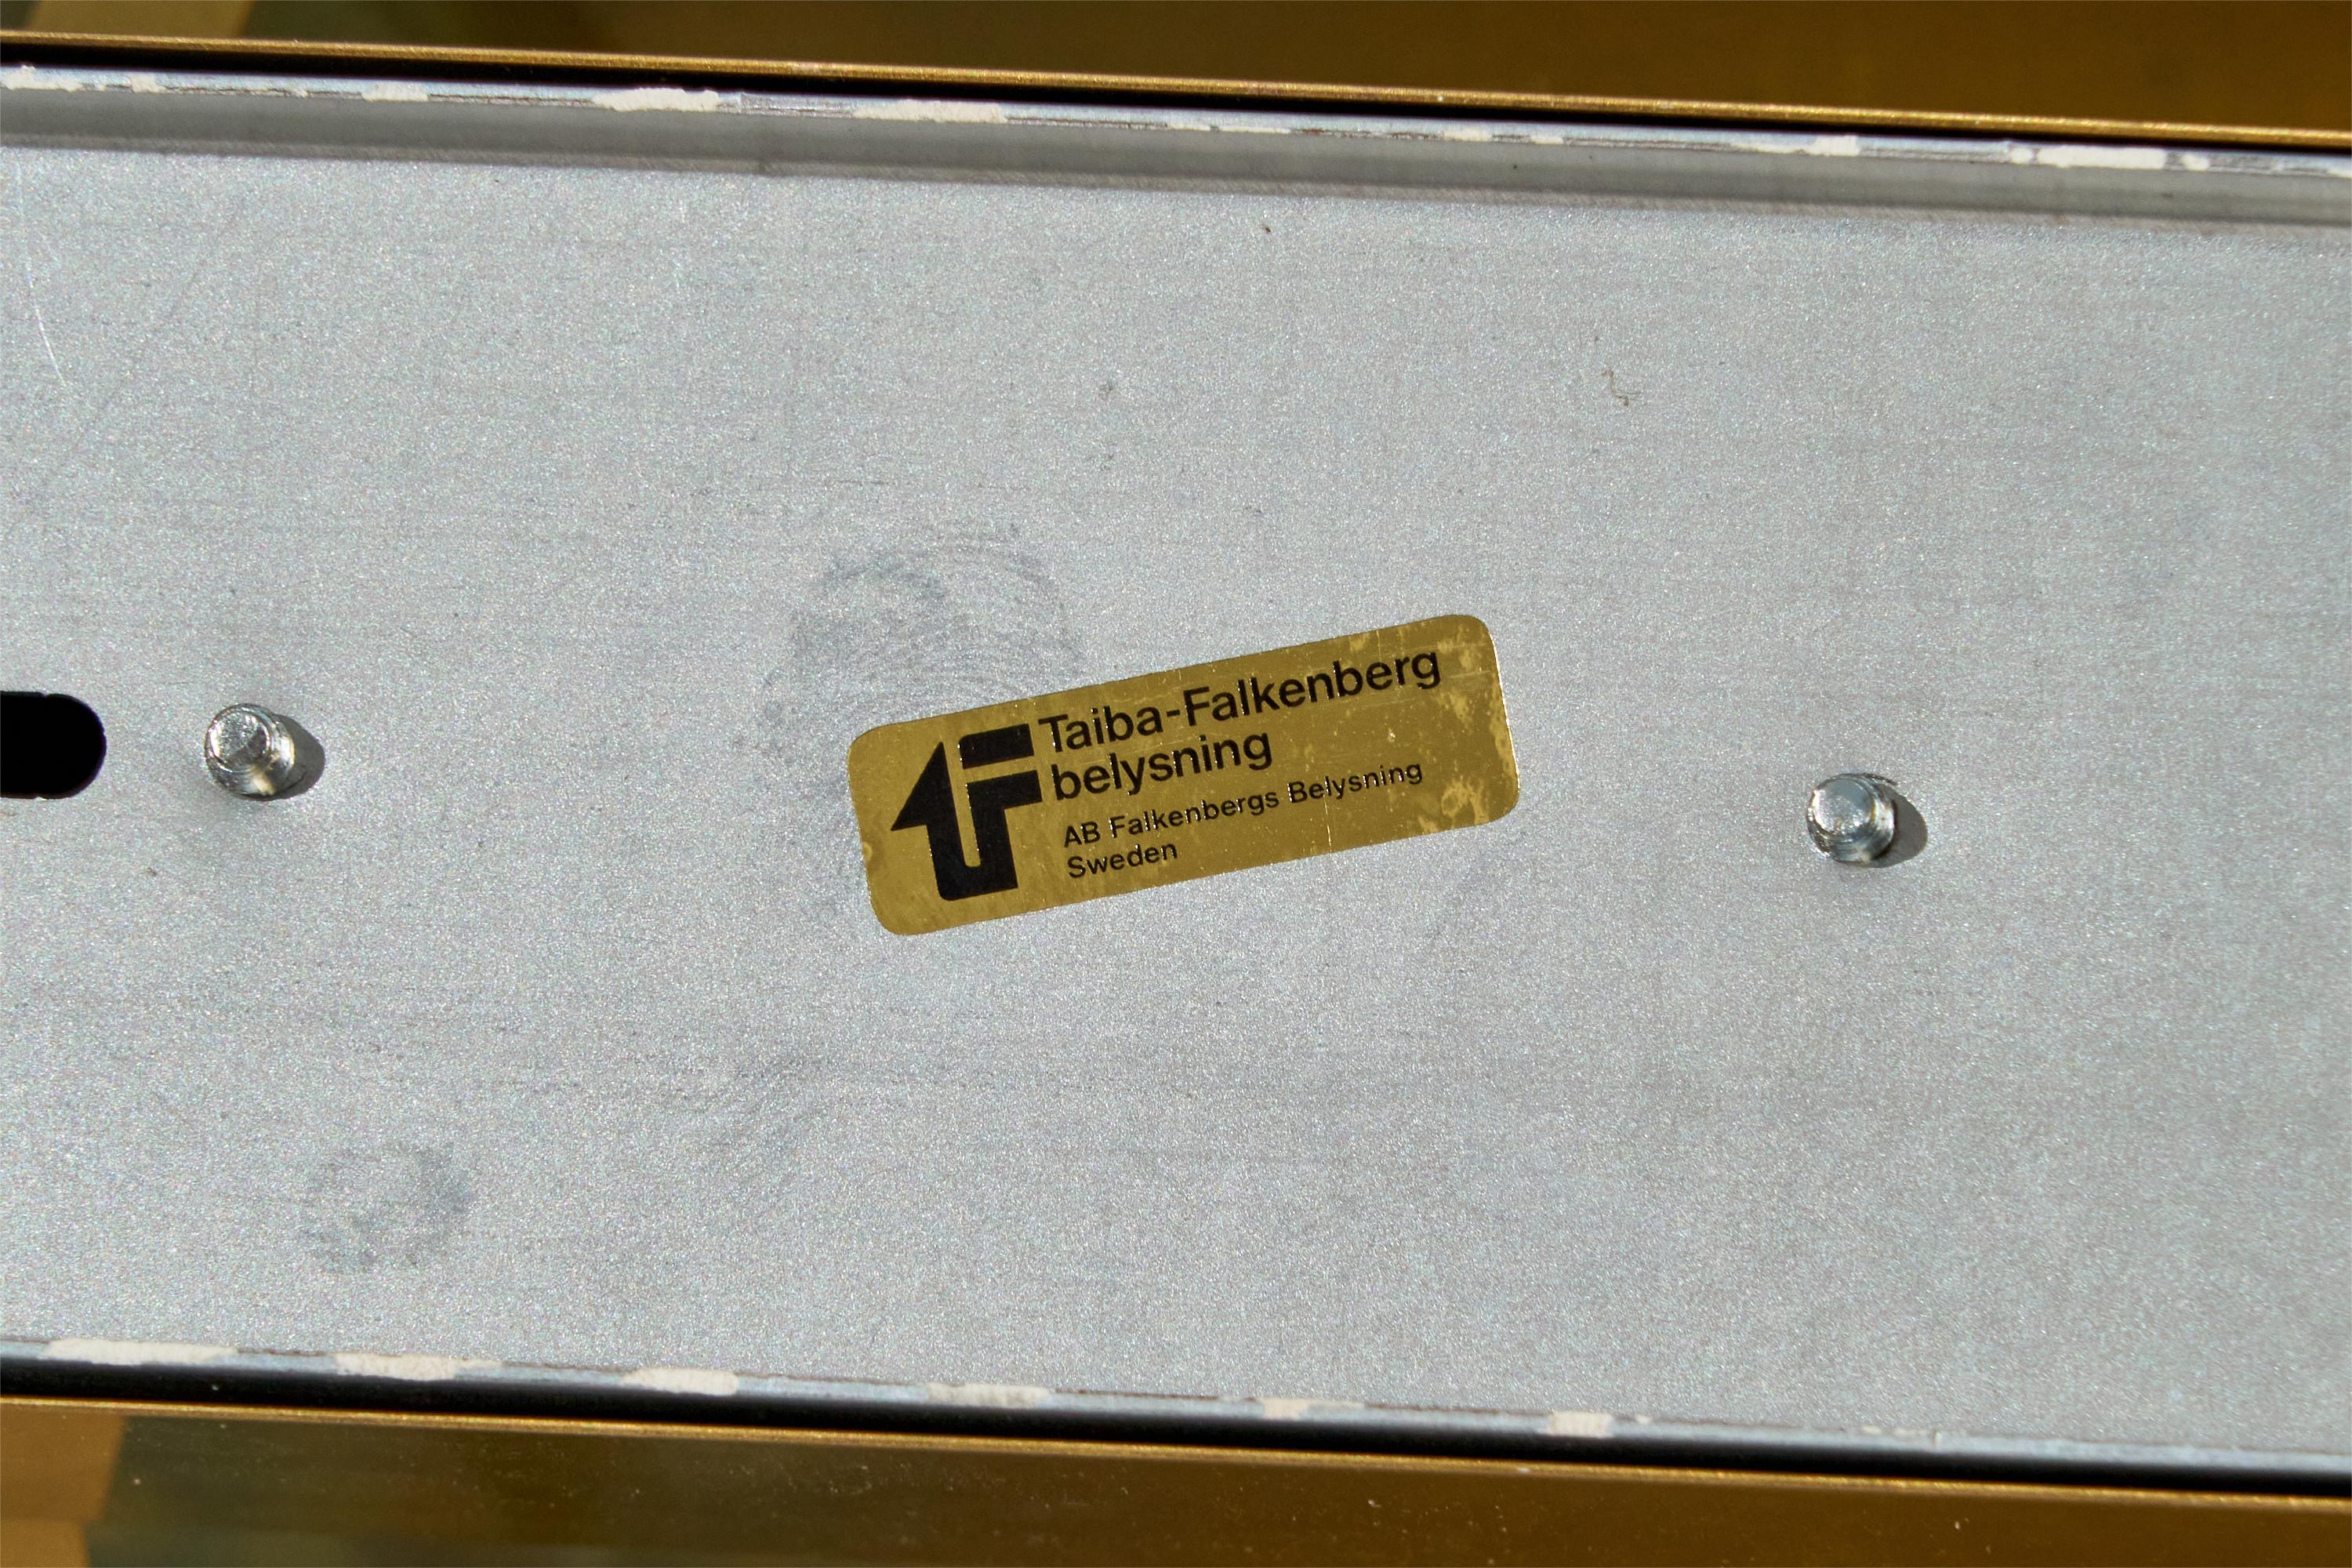 Taiba-Falkenberg
belysning
AB Falkenbergs Belysning
Sweden